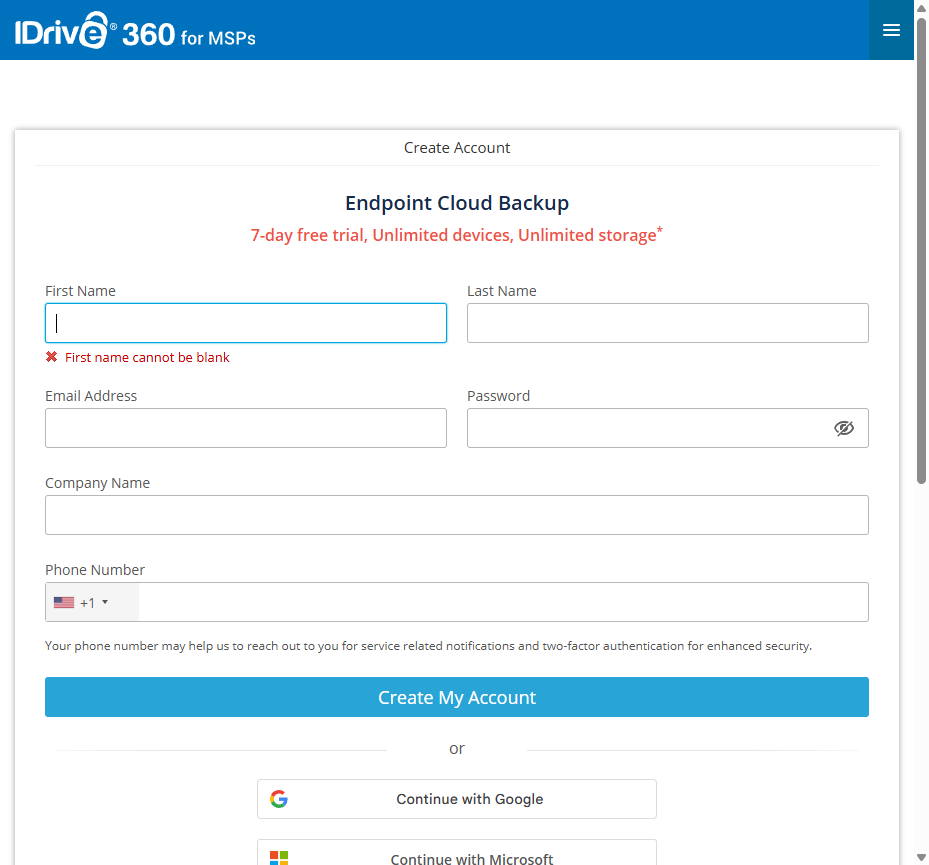 IDrive® 360 for MSPs
Create Account
Endpoint Cloud Backup
7-day free trial, Unlimited devices, Unlimited storage*
First Name
Last Name
First name cannot be blank
Email Address
Password
Company Name
Phone Number
+1
Your phone number may help us to reach out to you for service related notifications and two-factor authentication for enhanced security.
Create My Account
or
Continue with Google
Continue with Microsoft